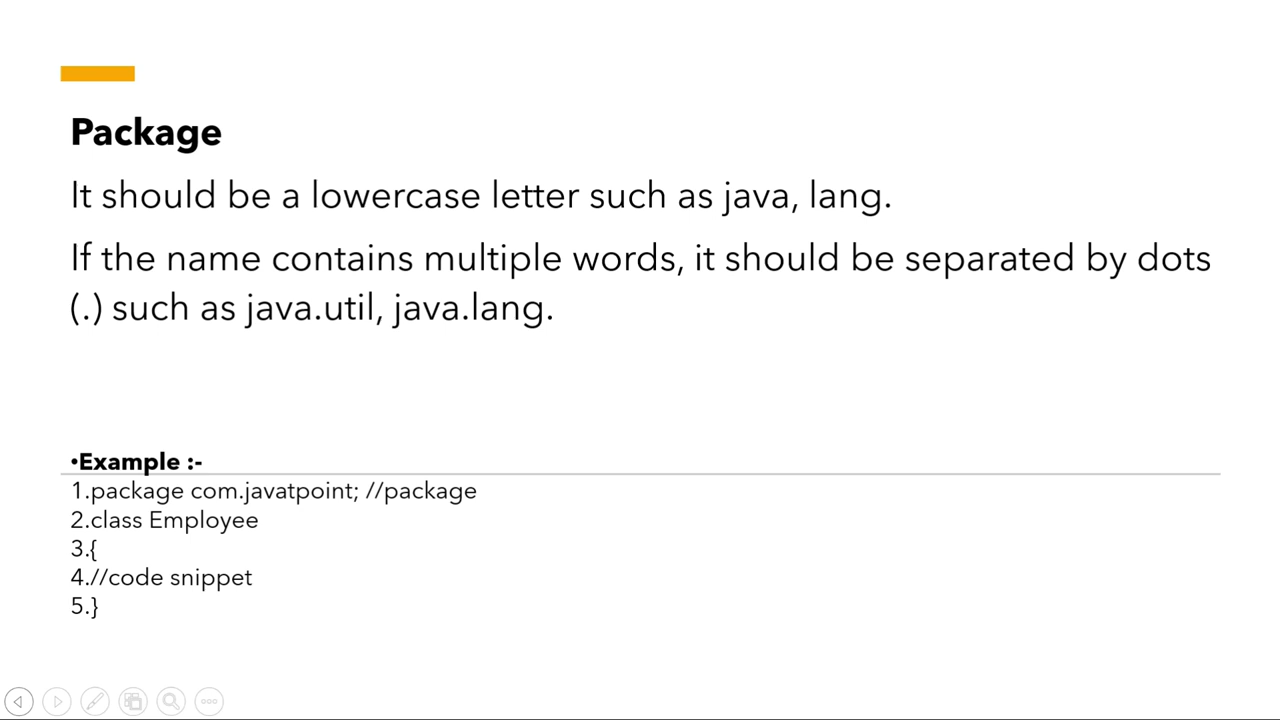 Package
It should be a lowercase letter such as java, lang.
If the name contains multiple words, it should be separated by dots
(.) such as java.util, java.lang.
•Example :-
1.package com.javatpoint; //package
2.class Employee
3.{
4.//code snippet
5.}